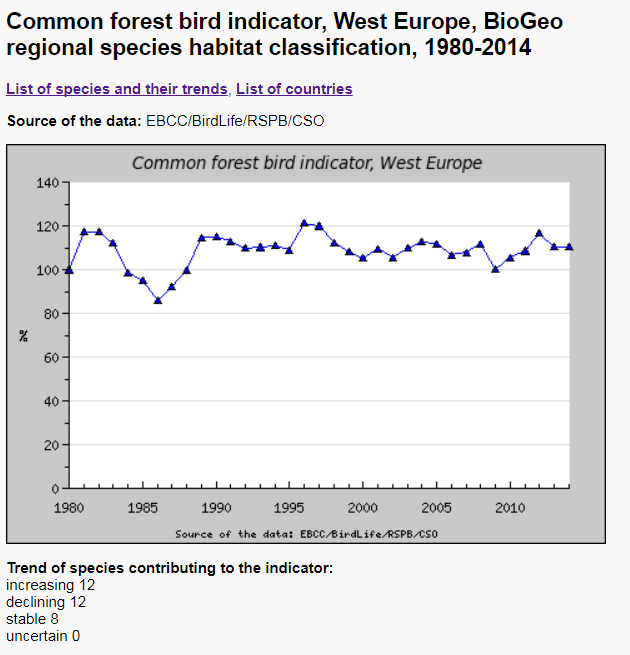 Common forest bird indicator, West Europe, BioGeo
regional species habitat classification, 1980-2014
List of species and their trends, List of countries
Source of the data: EBCC/BirdLife/RSPB/CSO
Common forest bird indicator, West Europe
140
120
100
80
%
60
40
20
0
1980 1985 1990 1995 2000 2005 2010
Source of the data: EBCC/BirdLife/RSPB/CSO
Trend of species contributing to the indicator:
increasing 12
declining 12
stable 8
uncertain 0